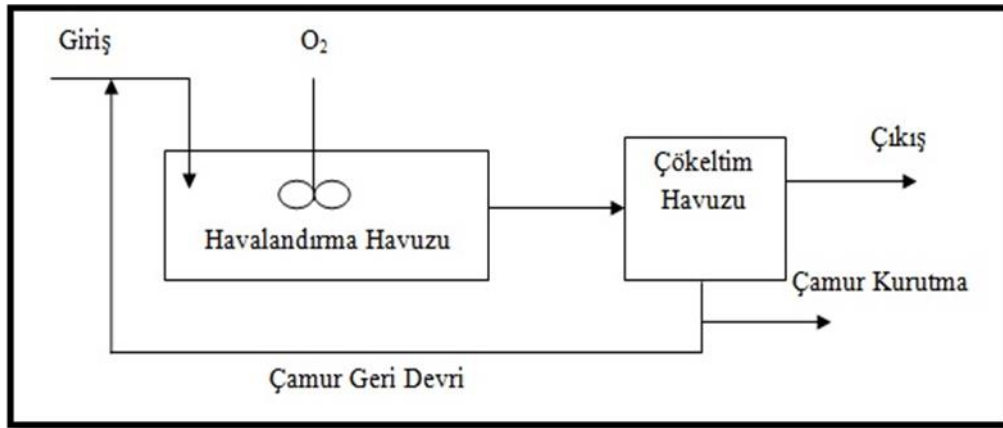 Giriş
O₂
Çıkış
Çökeltim
Havuzu
Havalandırma Havuzu
Çamur Kurutma
Çamur Geri Devri